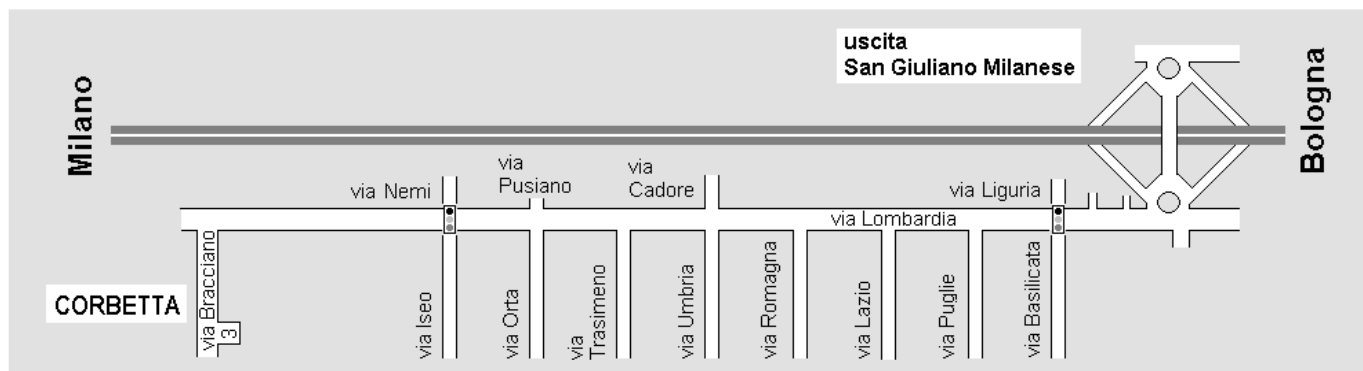 uscita
San Giuliano Milanese
Milano
Bologna
via
Pusiano
via
Cadore
via Nemi
via Liguria
via Lombardia
CORBETTA
via Bracciano
3
via Iseo
via Orta
via
Trasimeno
via Umbria
via Romagna
via Lazio
via Puglie
via Basilicata